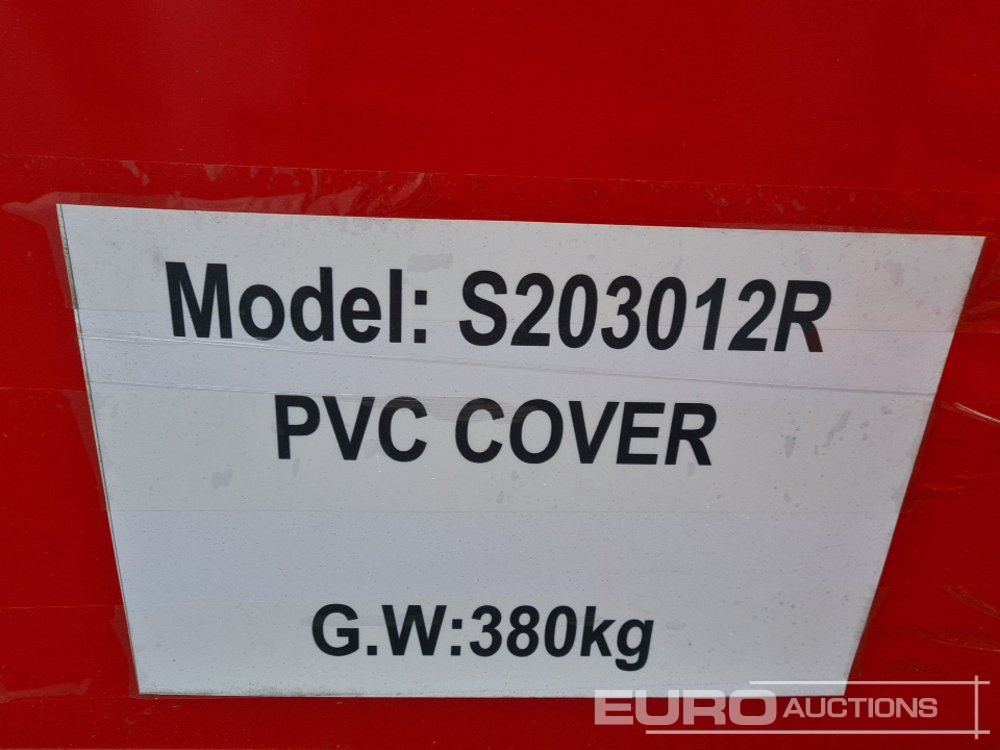 Model: S203012R
PVC COVER
G.W:380kg
EURO AUCTIONS